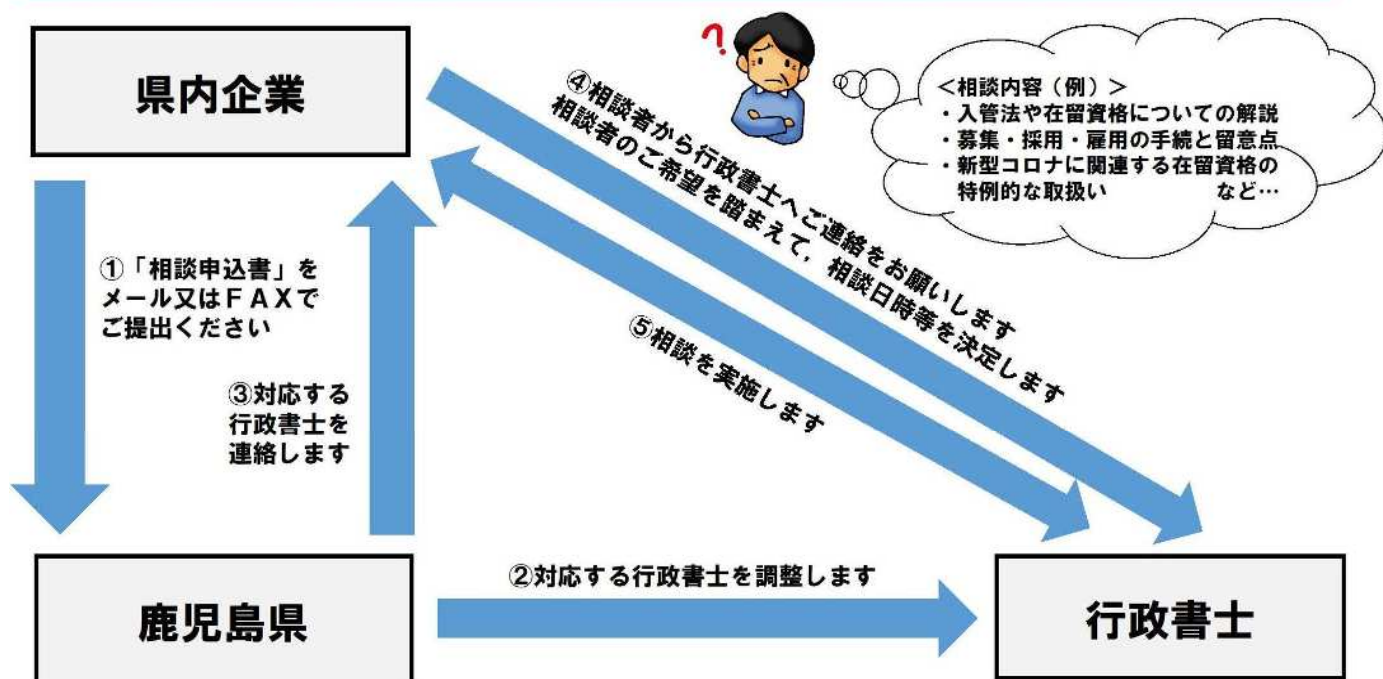 県内企業
?
＜相談内容（例）＞
・入管法や在留資格についての解説
・募集・採用・雇用の手続と留意点
・新型コロナに関連する在留資格の
特例的な取扱い　　　　など…
①「相談申込書」を
メール又はＦＡＸで
ご提出ください
③対応する
行政書士を
連絡します
④相談者から行政書士へご連絡をお願いします
相談者のご希望を踏まえて，相談日時等を決定します
⑤相談を実施します
②対応する行政書士を調整します
鹿児島県
行政書士